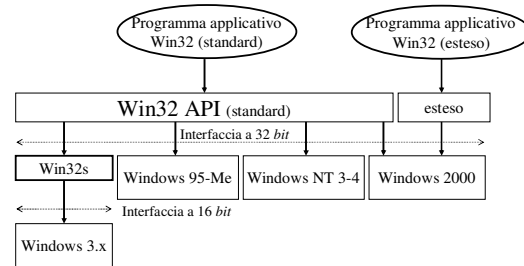 Programma applicativo
Win32 (standard)
Programma applicativo
Win32 (esteso)
Win32 API (standard)
esteso
Interfaccia a 32 bit
Win32s
Windows 95-Me
Windows NT 3-4
Windows 2000
Interfaccia a 16 bit
Windows 3.x